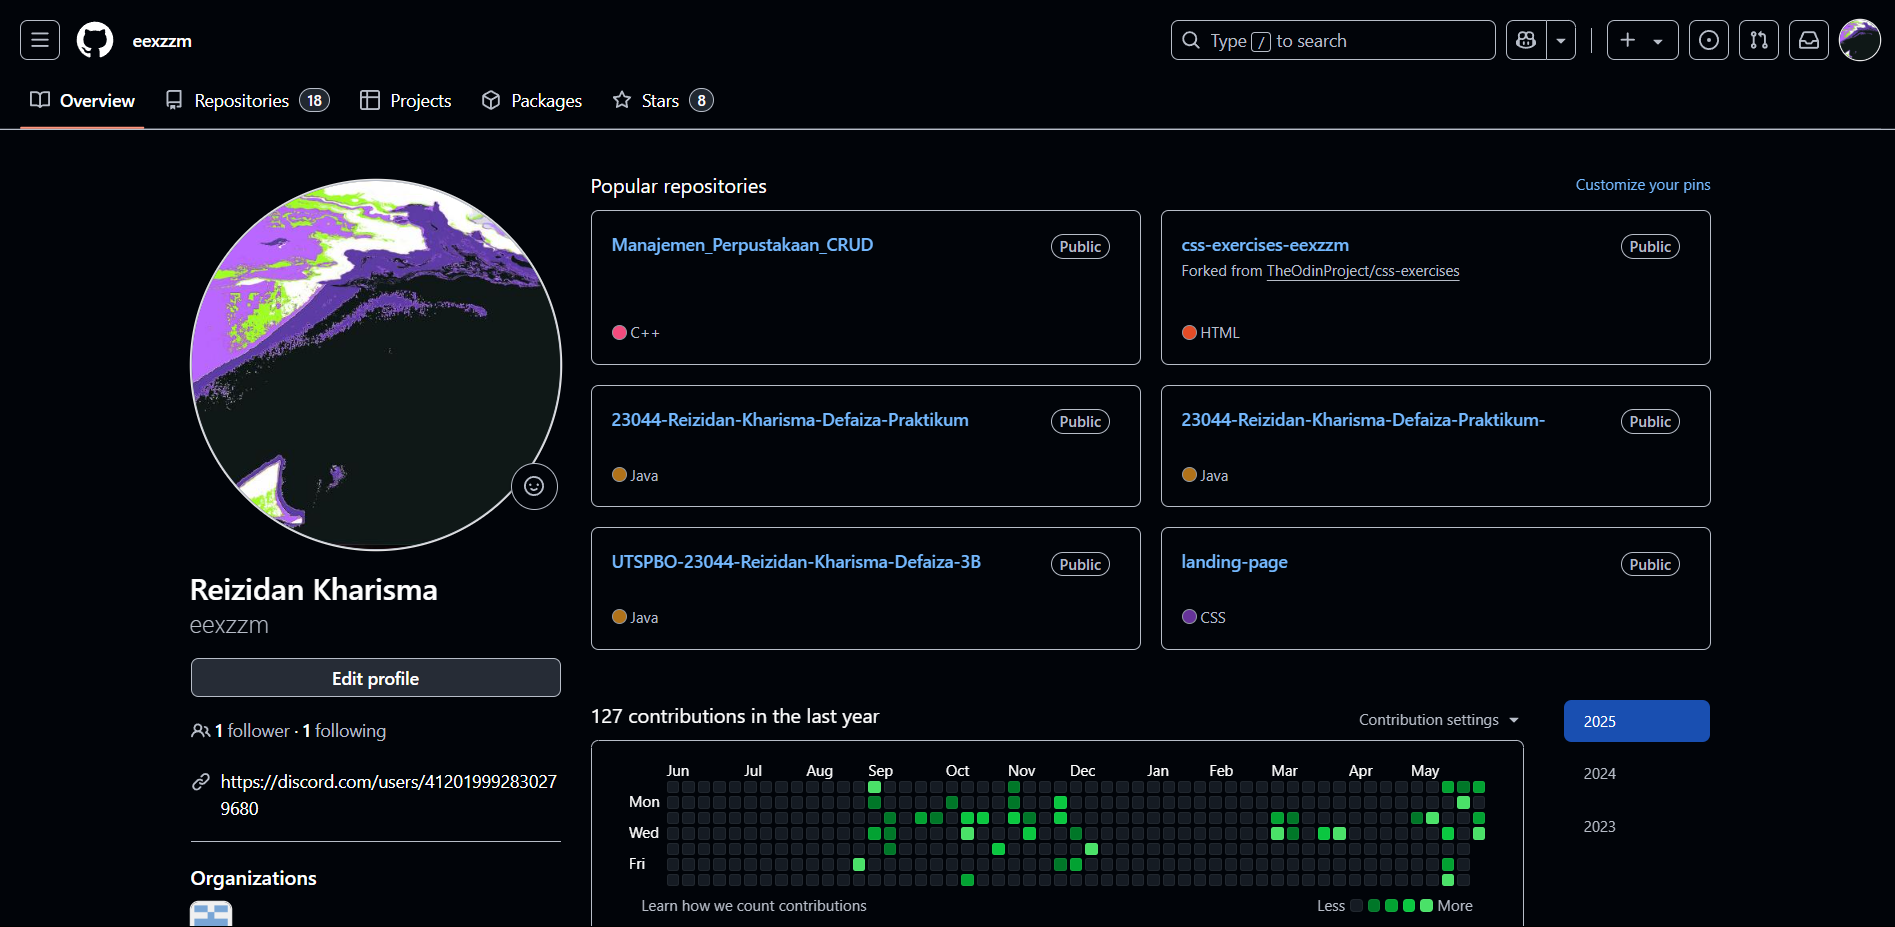 eexzzm
Type / to search
Overview Repositories 18 Projects Packages Stars 8
Popular repositories
Customize your pins
Manajemen_Perpustakaan_CRUD Public
C++
css-exercises-eexzzm Public
Forked from TheOdinProject/css-exercises
HTML
23044-Reizidan-Kharisma-Defaiza-Praktikum Public
Java
23044-Reizidan-Kharisma-Defaiza-Praktikum- Public
Java
UTSPBO-23044-Reizidan-Kharisma-Defaiza-3B Public
Java
landing-page Public
CSS
Reizidan Kharisma
eexzzm
Edit profile
1 follower · 1 following
https://discord.com/users/41201999283027
9680
Organizations
127 contributions in the last year
Contribution settings
Jun Jul Aug Sep Oct Nov Dec Jan Feb Mar Apr May
Mon
Wed
Fri
Learn how we count contributions
Less More
2025
2024
2023